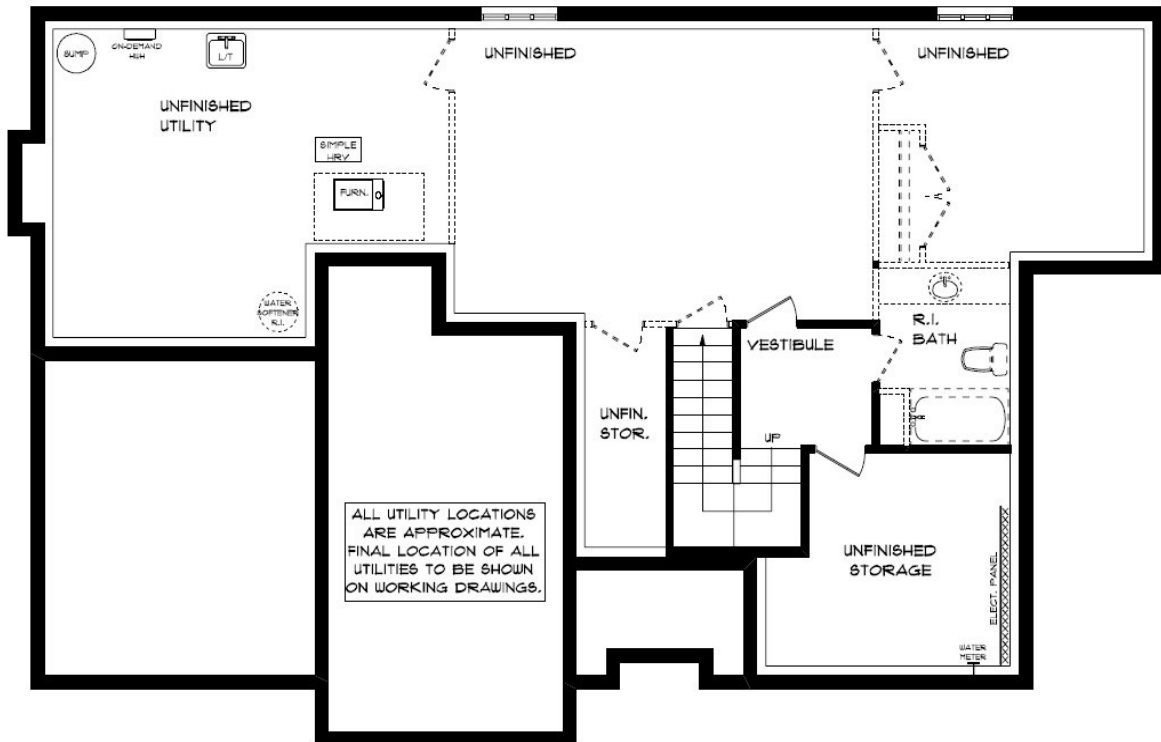 SUMP
ON-DEMAND
HWH
L/T
UNFINISHED
UNFINISHED
UNFINISHED
UTILITY
SIMPLE
HRV
FURN.
WATER
SOFTENER
R.I.
R.I.
BATH
VESTIBULE
UNFIN.
STOR.
UP
ALL UTILITY LOCATIONS
ARE APPROXIMATE.
FINAL LOCATION OF ALL
UTILITIES TO BE SHOWN
ON WORKING DRAWINGS.
UNFINISHED
STORAGE
ELECT. PANEL
WATER
METER